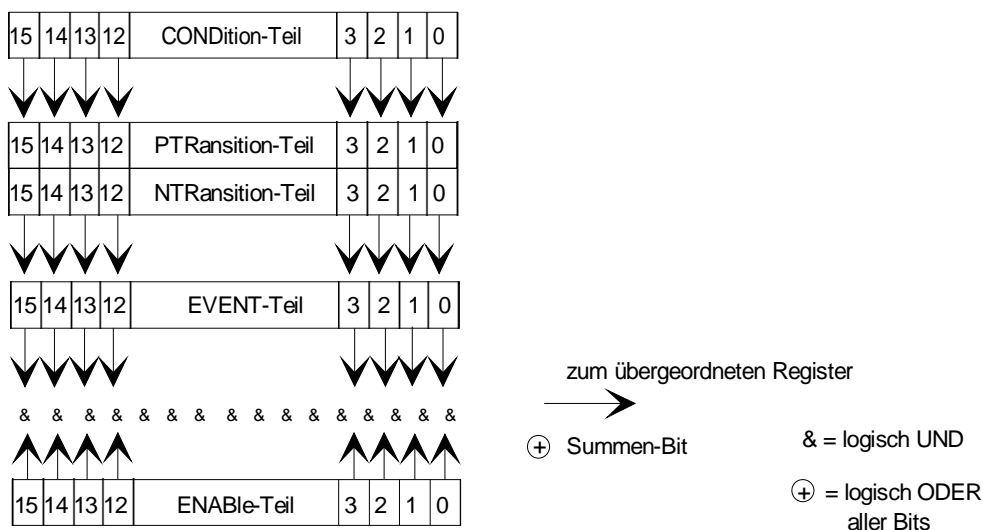 15 14 13 12 CONDition-Teil 3 2 1 0
15 14 13 12 PTRansition-Teil 3 2 1 0
15 14 13 12 NTRansition-Teil 3 2 1 0
15 14 13 12 EVENT-Teil 3 2 1 0
zum übergeordneten Register
& & & & & & & & & & & & & & & &
+ Summen-Bit
& = logisch UND
15 14 13 12 ENABle-Teil 3 2 1 0
+ = logisch ODER
aller Bits